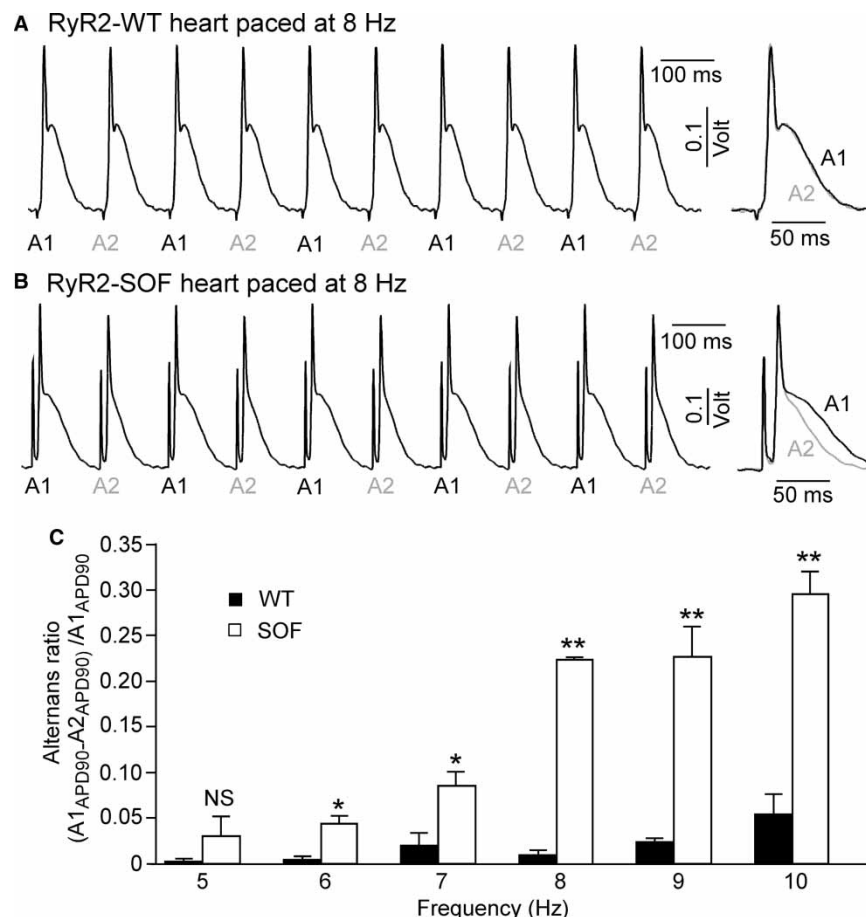 A RyR2-WT heart paced at 8 Hz
100 ms
0.1
Volt
A1
A2
50 ms
A1 A2 A1 A2 A1 A2 A1 A2 A1 A2
B RyR2-SOF heart paced at 8 Hz
100 ms
0.1
Volt
A1
A2
50 ms
A1 A2 A1 A2 A1 A2 A1 A2 A1 A2
C
Alternans ratio
(A1APD90-A2APD90) /A1APD90
0.35
0.30
0.25
0.20
0.15
0.10
0.05
0
WT
SOF
NS
*
*
**
**
**
5 6 7 8 9 10
Frequency (Hz)